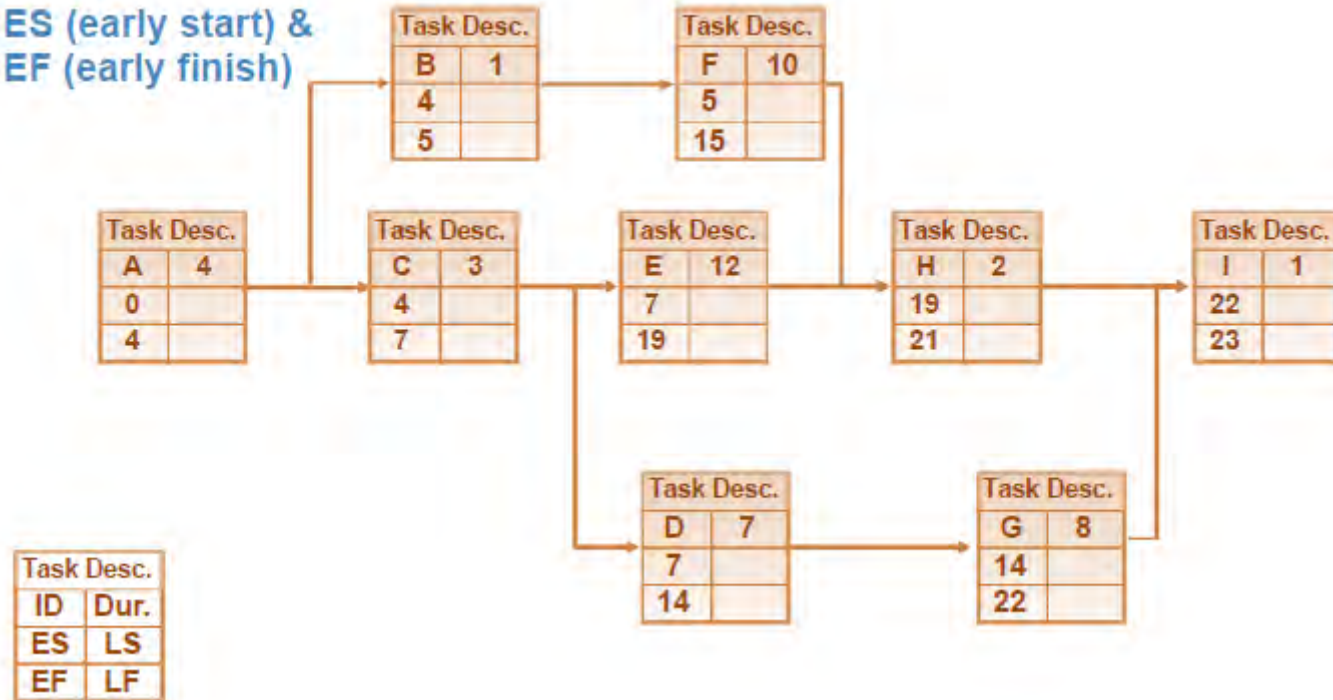 ES (early start) &
EF (early finish)
Task Desc.
B 1
4
5
Task Desc.
F 10
5
15
Task Desc.
A 4
0
4
Task Desc.
C 3
4
7
Task Desc.
E 12
7
19
Task Desc.
H 2
19
21
Task Desc.
I 1
22
23
Task Desc.
D 7
7
14
Task Desc.
G 8
14
22
Task Desc.
ID Dur.
ES LS
EF LF